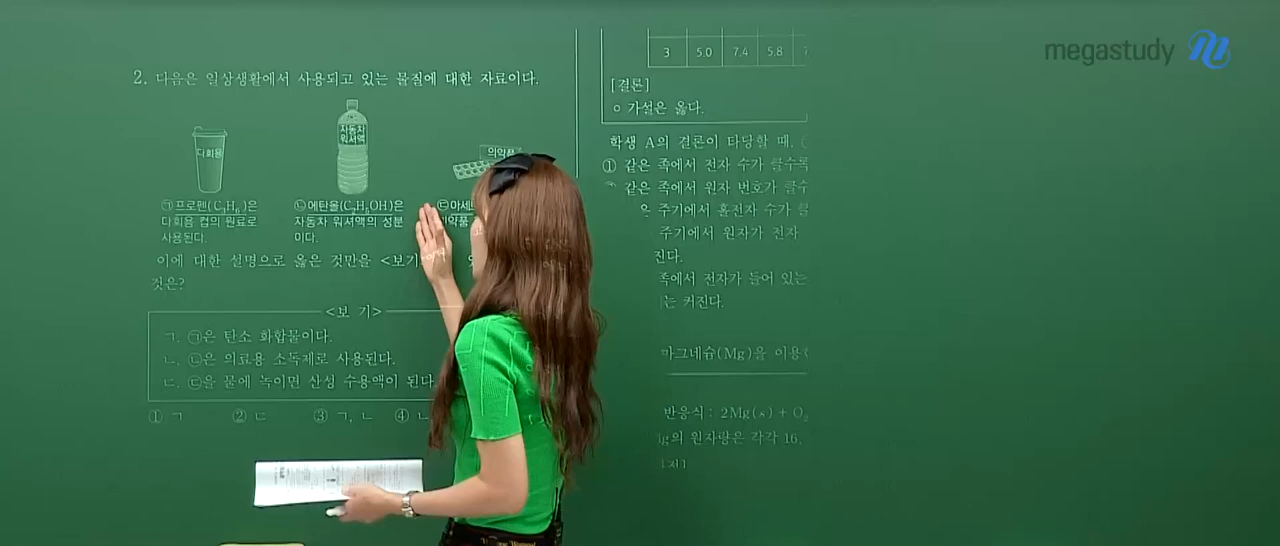 megastudy
2. 다음은 일상생활에서 사용되고 있는 물질에 대한 자료이다.
다회용
자동차
워셔액
의약품
㉠프로펜(C₃H₆)은
다회용 컵의 원료로
사용된다.
㉡에탄올(C₂H₅OH)은
자동차 워셔액의 성분
이다.
㉢아세
의약품
이에 대한 설명으로 옳은 것만을 <보기
것은?
<보 기>
ㄱ. ㉠은 탄소 화합물이다.
ㄴ. ㉡은 의료용 소독제로 사용된다.
ㄷ. ㉢을 물에 녹이면 산성 수용액이 된다
① ㄱ ② ㄷ ③ ㄱ, ㄴ ④ ㄴ
3 5.0 7.4 5.8
[결론]
○ 가설은 옳다.
학생 A의 결론이 타당할 때,
① 같은 족에서 전자 수가 클수록
같은 족에서 원자 번호가 클수
은 주기에서 홀전자 수가 클
주기에서 원자가 전자
진다.
족에서 전자가 들어 있는
는 커진다.
마그네슘(Mg)을 이용
반응식 : 2Mg(s) + O₂
의 원자량은 각각 16,